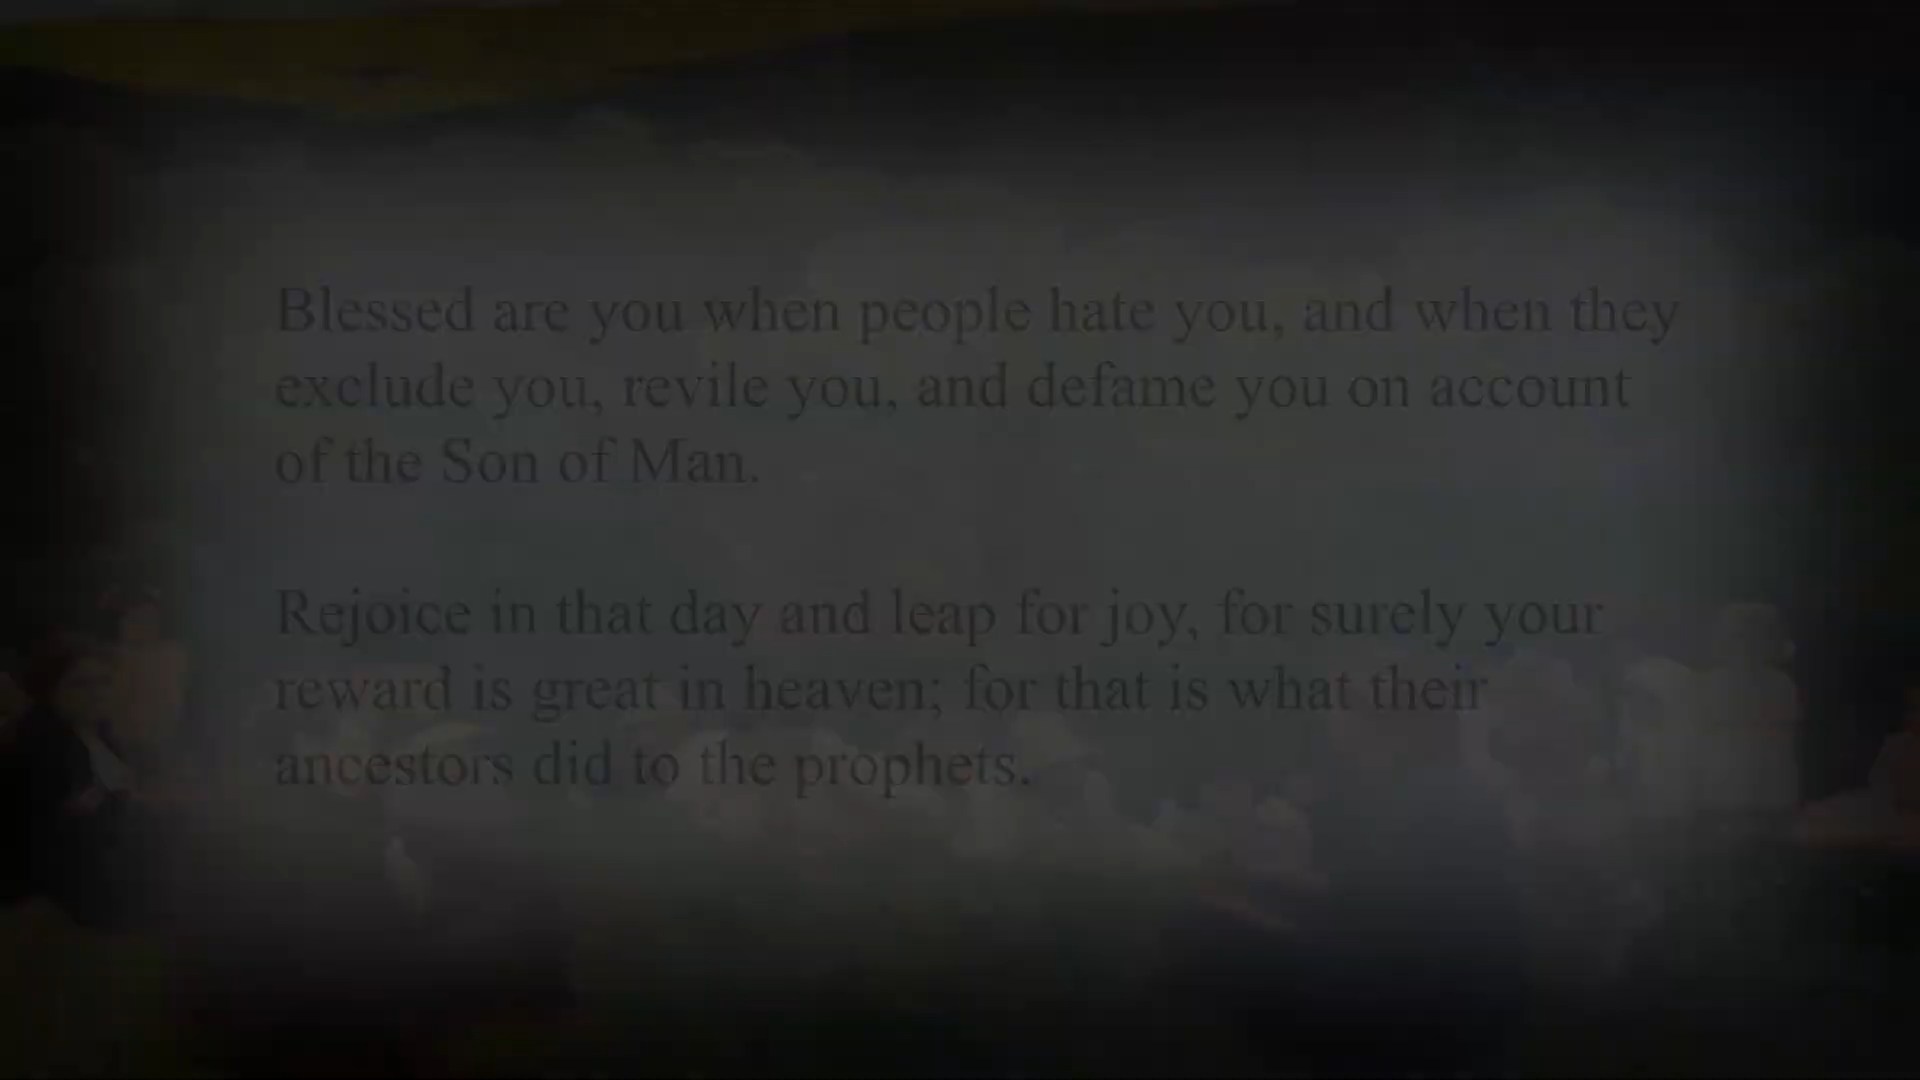 Blessed are you when people hate you, and when they
exclude you, revile you, and defame you on account
of the Son of Man.
Rejoice in that day and leap for joy, for surely your
reward is great in heaven; for that is what their
ancestors did to the prophets.